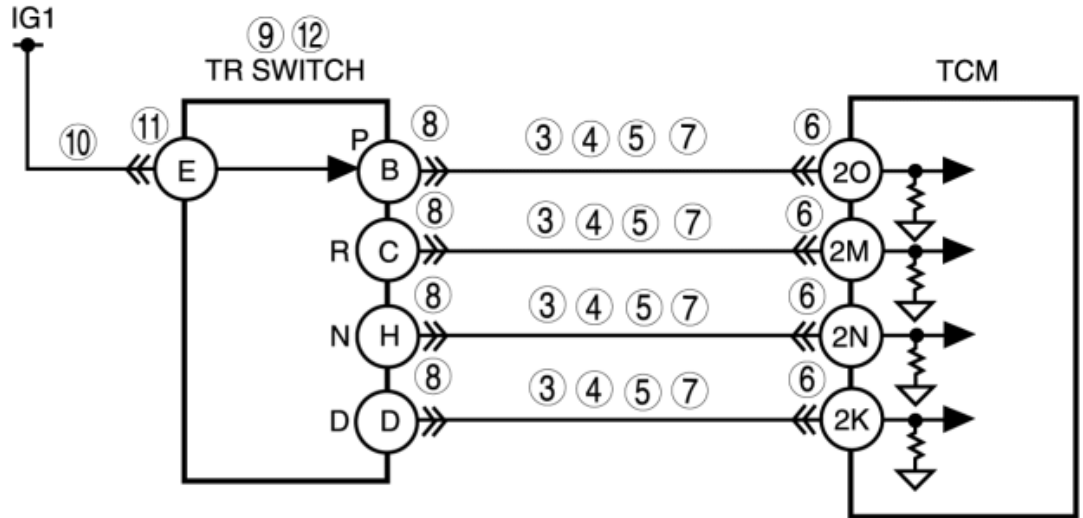 IG1
⑨ ⑫
TR SWITCH
TCM
⑩ ⑪ E P B ⑧ ③ ④ ⑤ ⑦ ⑥ 2O
R C ⑧ ③ ④ ⑤ ⑦ ⑥ 2M
N H ⑧ ③ ④ ⑤ ⑦ ⑥ 2N
D D ⑧ ③ ④ ⑤ ⑦ ⑥ 2K